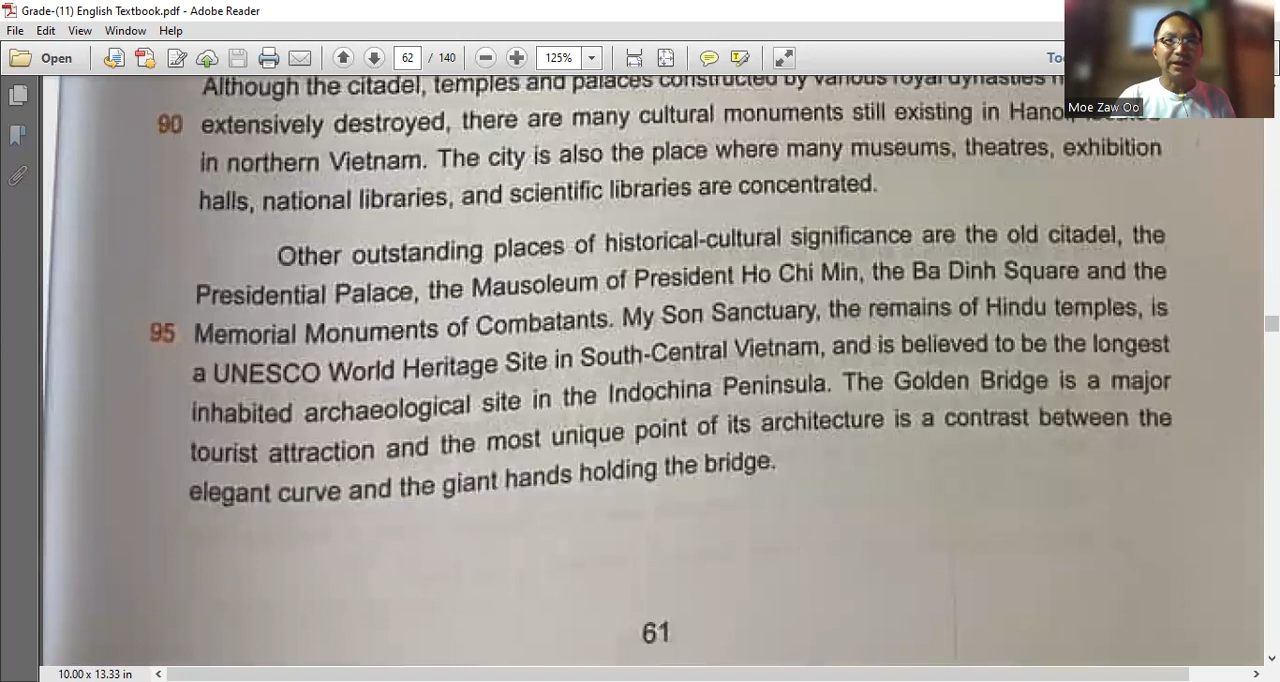 Grade-(11) English Textbook.pdf - Adobe Reader
File Edit View Window Help
Open 62 / 140 125%
Moe Zaw Oo
Although the citadel, temples and palaces constructed by various royal dynasties
90 extensively destroyed, there are many cultural monuments still existing in
in northern Vietnam. The city is also the place where many museums, theatres, exhibition
halls, national libraries, and scientific libraries are concentrated.
Other outstanding places of historical-cultural significance are the old citadel, the
Presidential Palace, the Mausoleum of President Ho Chi Min, the Ba Dinh Square and the
95 Memorial Monuments of Combatants. My Son Sanctuary, the remains of Hindu temples, is
a UNESCO World Heritage Site in South-Central Vietnam, and is believed to be the longest
inhabited archaeological site in the Indochina Peninsula. The Golden Bridge is a major
tourist attraction and the most unique point of its architecture is a contrast between the
elegant curve and the giant hands holding the bridge.
61
10.00 x 13.33 in